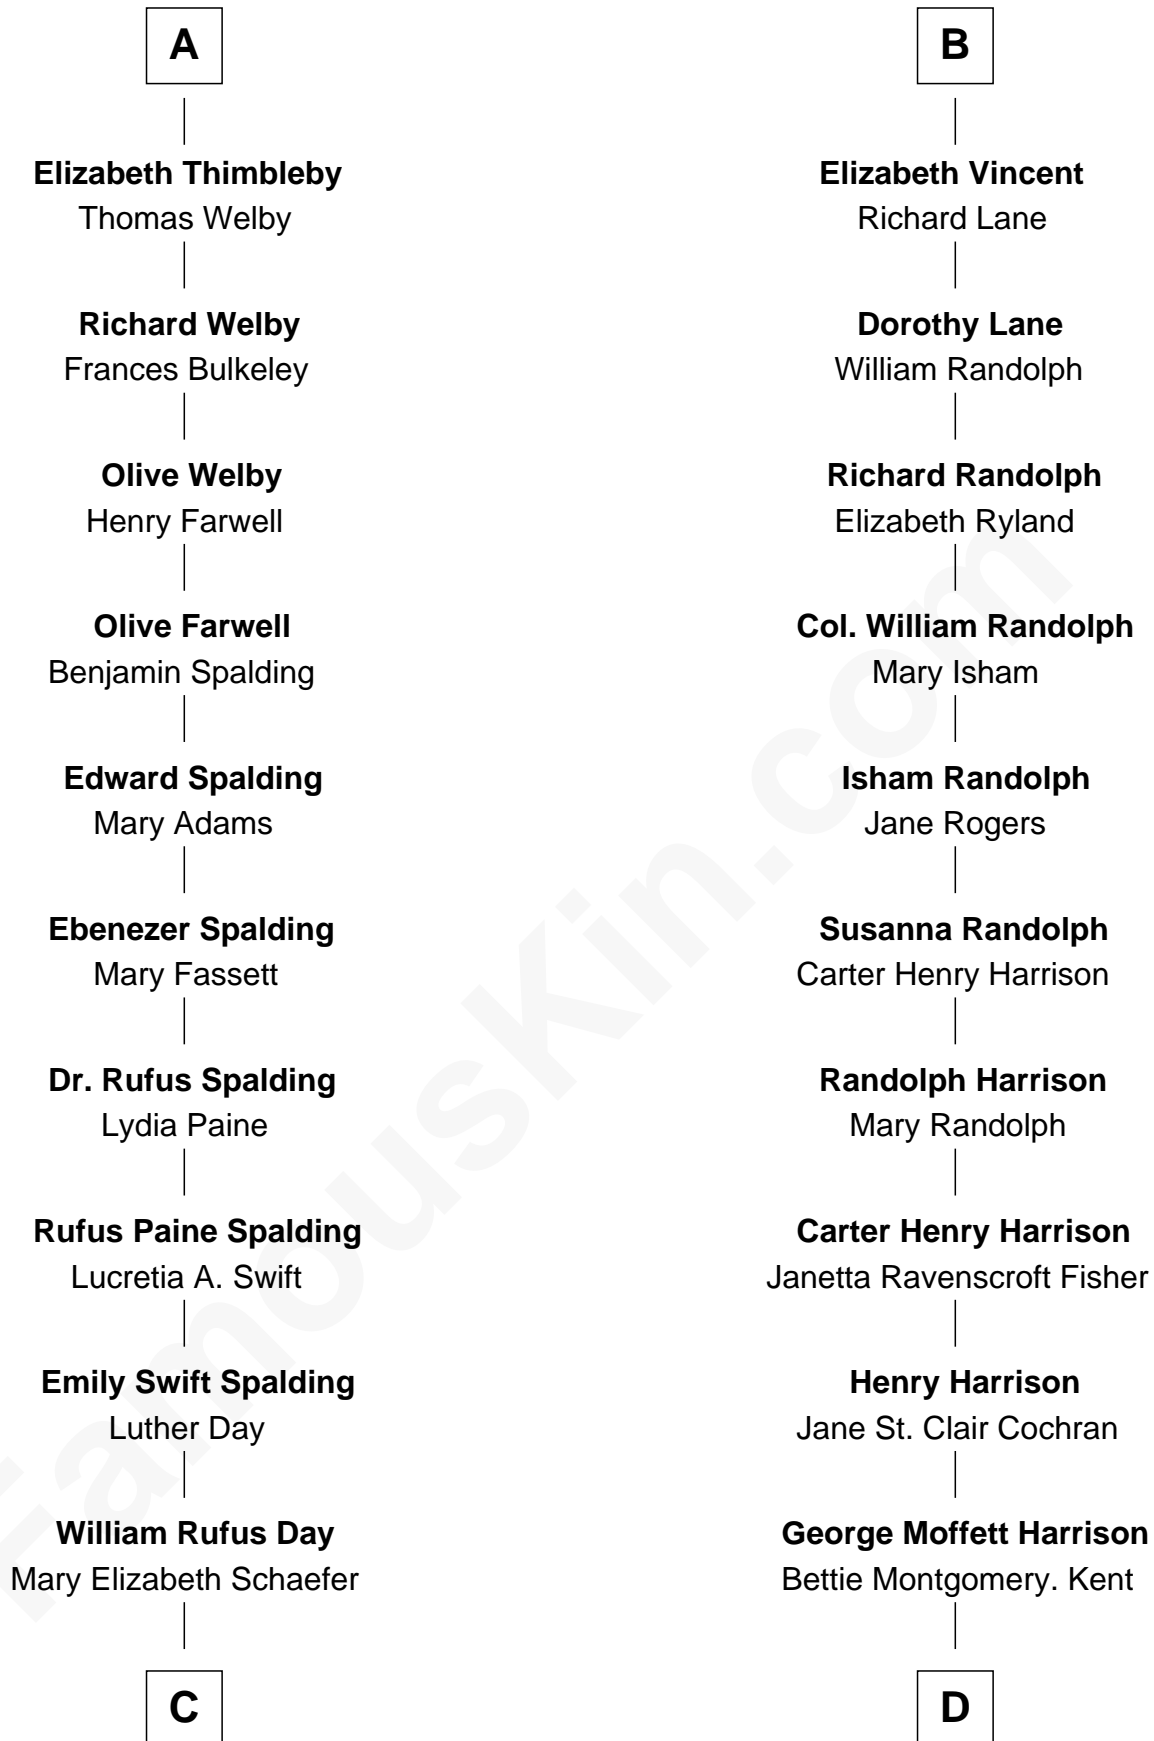 A
Elizabeth Thimbleby
Thomas Welby
Richard Welby
Frances Bulkeley
Olive Welby
Henry Farwell
Olive Farwell
Benjamin Spalding
Edward Spalding
Mary Adams
Ebenezer Spalding
Mary Fassett
Dr. Rufus Spalding
Lydia Paine
Rufus Paine Spalding
Lucretia A. Swift
Emily Swift Spalding
Luther Day
William Rufus Day
Mary Elizabeth Schaefer
C
B
Elizabeth Vincent
Richard Lane
Dorothy Lane
William Randolph
Richard Randolph
Elizabeth Ryland
Col. William Randolph
Mary Isham
Isham Randolph
Jane Rogers
Susanna Randolph
Carter Henry Harrison
Randolph Harrison
Mary Randolph
Carter Henry Harrison
Janetta Ravenscroft Fisher
Henry Harrison
Jane St. Clair Cochran
George Moffett Harrison
Bettie Montgomery. Kent
D
FamousKin.com